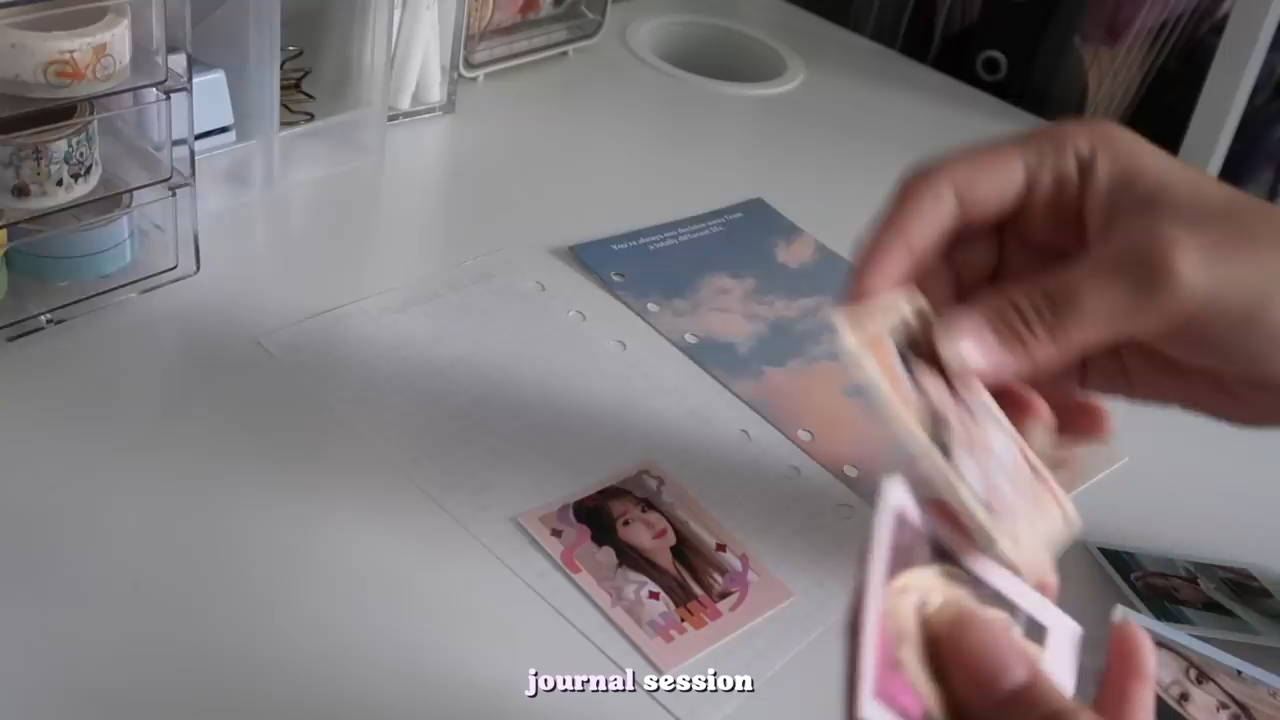 You're always one decision away from
a totally different life.
journal session